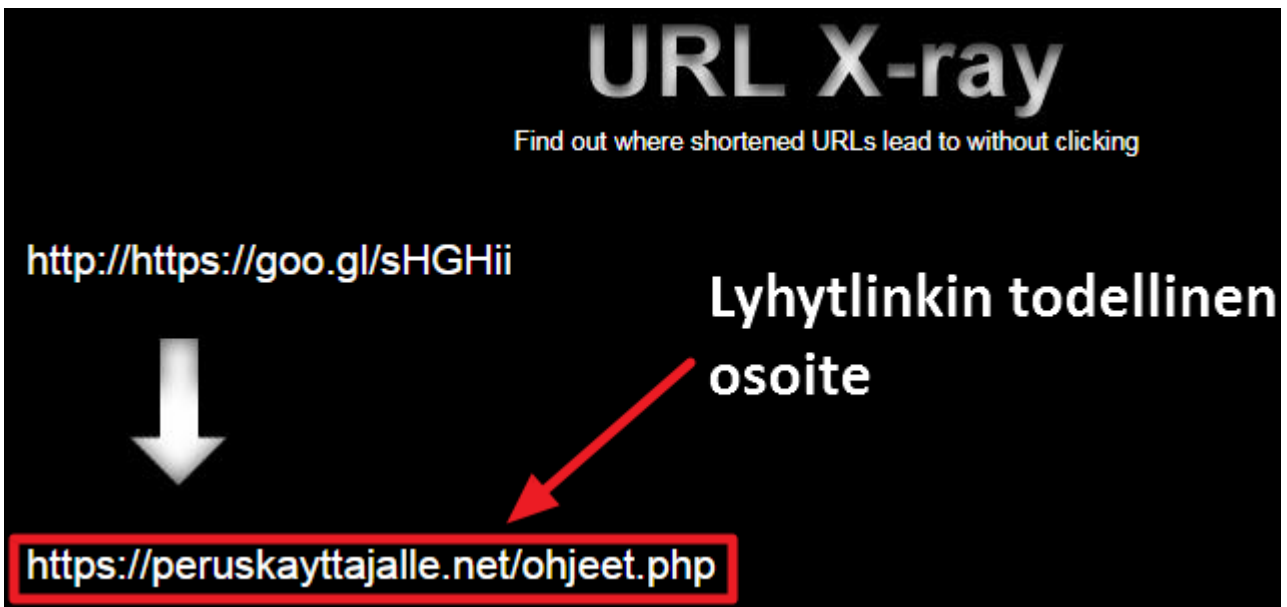 URL X-ray
Find out where shortened URLs lead to without clicking
http://https://goo.gl/sHGHii
Lyhytlinkin todellinen
osoite
https://peruskayttajalle.net/ohjeet.php